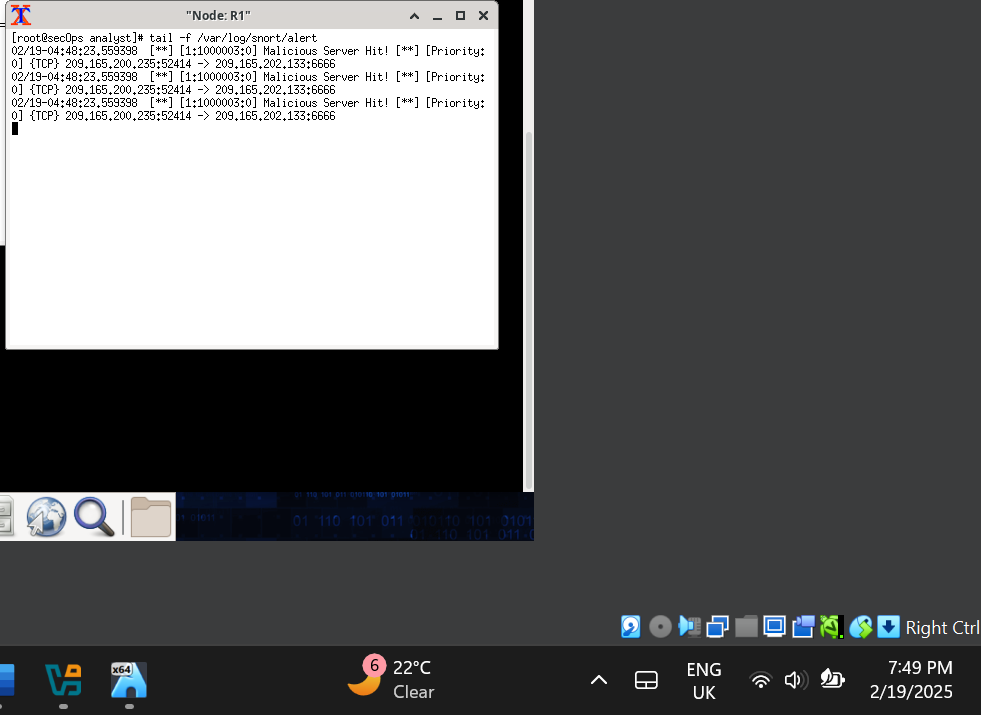 "Node: R1"
[root@secOps analyst]# tail -f /var/log/snort/alert
02/19-04:48:23.559398  [**] [1:1000003:0] Malicious Server Hit! [**] [Priority:
0] {TCP} 209.165.200.235:52414 -> 209.165.202.133:6666
02/19-04:48:23.559398  [**] [1:1000003:0] Malicious Server Hit! [**] [Priority:
0] {TCP} 209.165.200.235:52414 -> 209.165.202.133:6666
02/19-04:48:23.559398  [**] [1:1000003:0] Malicious Server Hit! [**] [Priority:
0] {TCP} 209.165.200.235:52414 -> 209.165.202.133:6666
01 110 101 011
Right Ctrl
x64
6
22°C
Clear
ENG
UK
7:49 PM
2/19/2025